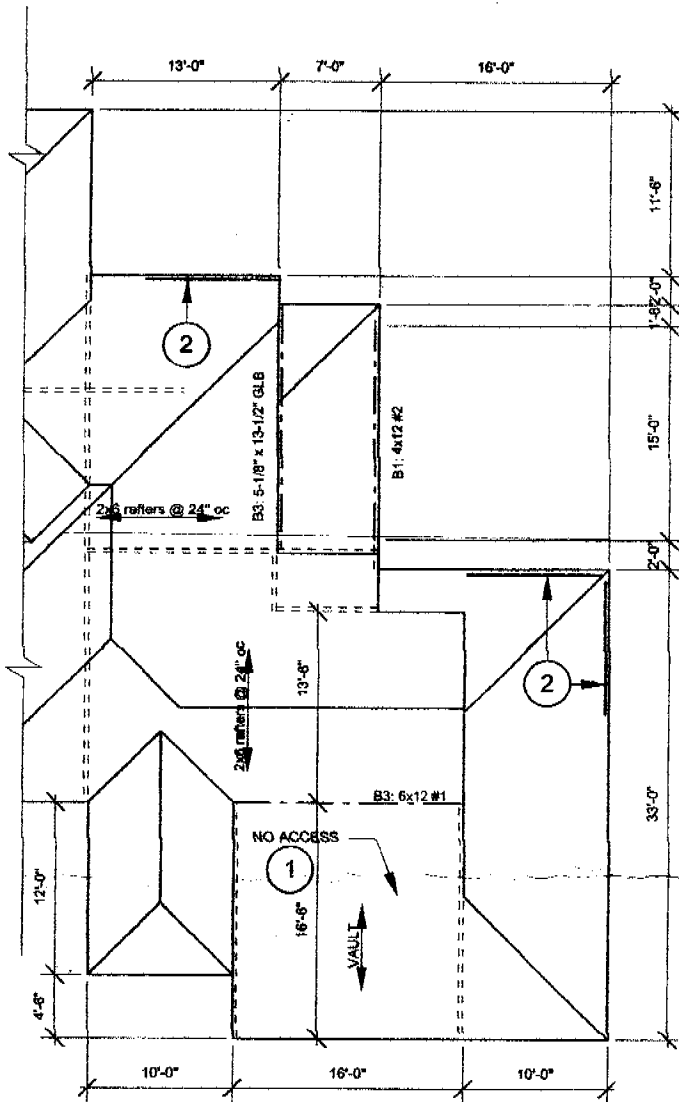 13'-0"
7'-0"
16'-0"
11'-6"
2'-0"
1'-6"
15'-0"
2'-0"
33'-0"
2
B3: 5-1/8" x 13-1/2" GLB
B1: 4x12 #2
2x6 rafters @ 24" oc
2x6 rafters @ 24" oc
13'-6"
2
B3: 6x12 #1
NO ACCESS
1
16'-6"
VAULT
12'-0"
4'-6"
10'-0"
16'-0"
10'-0"